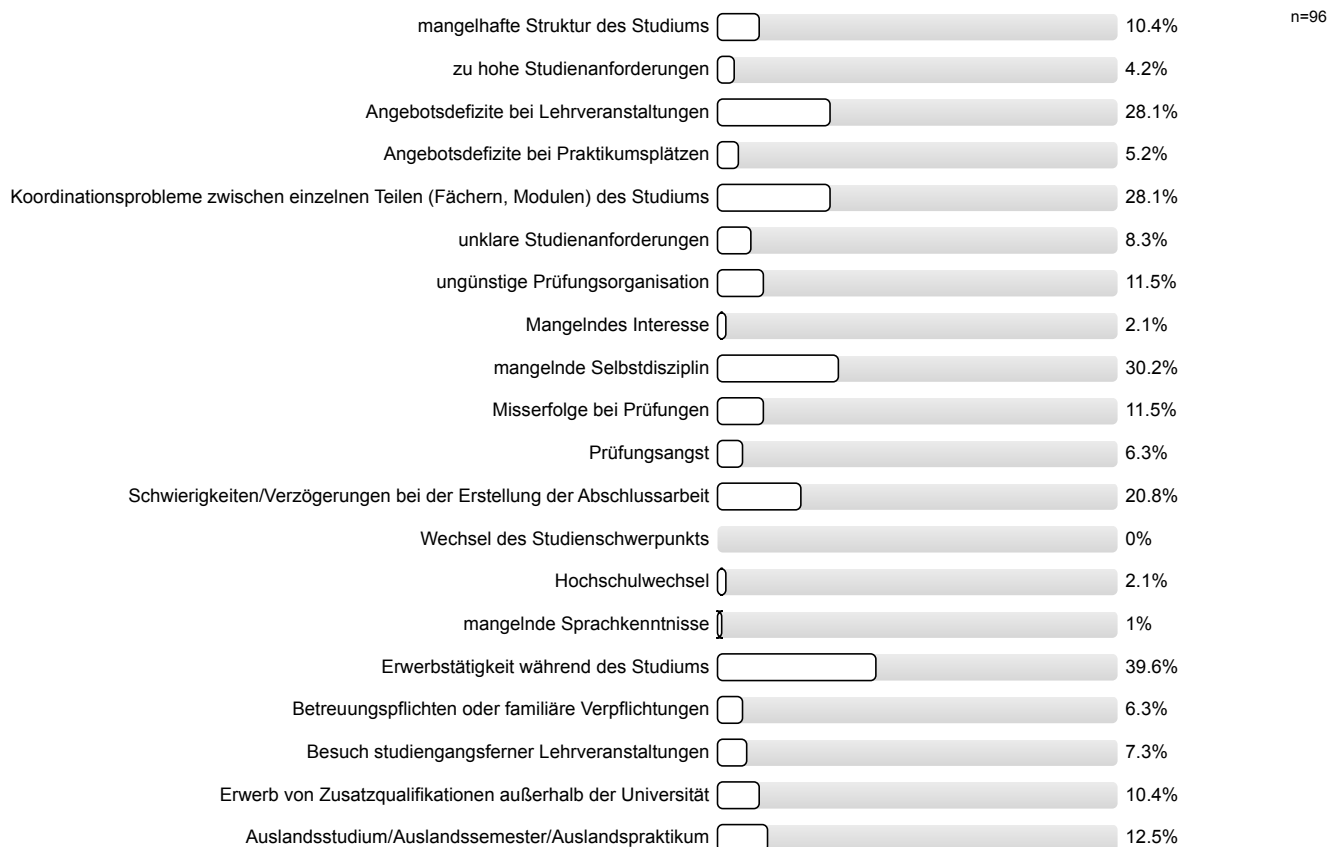 n=96
mangelhafte Struktur des Studiums 10.4%
zu hohe Studienanforderungen 4.2%
Angebotsdefizite bei Lehrveranstaltungen 28.1%
Angebotsdefizite bei Praktikumsplätzen 5.2%
Koordinationsprobleme zwischen einzelnen Teilen (Fächern, Modulen) des Studiums 28.1%
unklare Studienanforderungen 8.3%
ungünstige Prüfungsorganisation 11.5%
Mangelndes Interesse 2.1%
mangelnde Selbstdisziplin 30.2%
Misserfolge bei Prüfungen 11.5%
Prüfungsangst 6.3%
Schwierigkeiten/Verzögerungen bei der Erstellung der Abschlussarbeit 20.8%
Wechsel des Studienschwerpunkts 0%
Hochschulwechsel 2.1%
mangelnde Sprachkenntnisse 1%
Erwerbstätigkeit während des Studiums 39.6%
Betreuungspflichten oder familiäre Verpflichtungen 6.3%
Besuch studiengangsferner Lehrveranstaltungen 7.3%
Erwerb von Zusatzqualifikationen außerhalb der Universität 10.4%
Auslandsstudium/Auslandssemester/Auslandspraktikum 12.5%